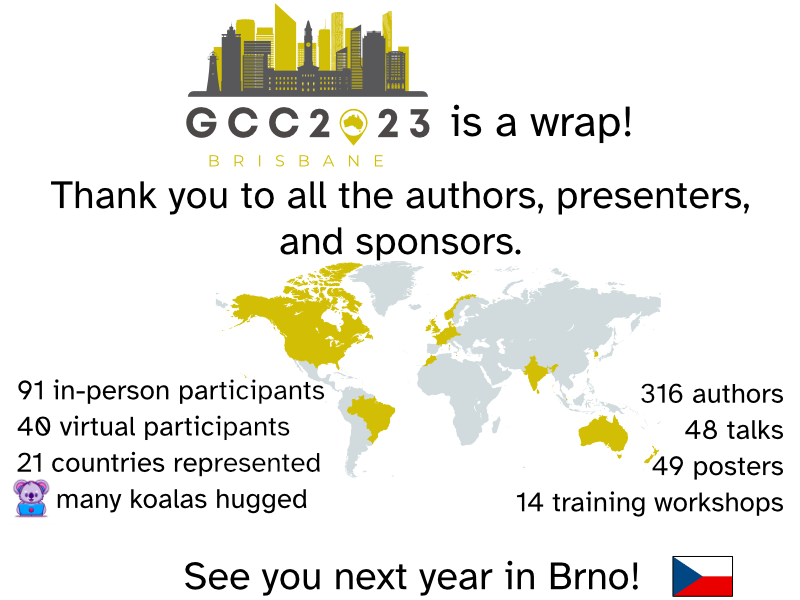 GCC2023 is a wrap!
BRISBANE
Thank you to all the authors, presenters,
and sponsors.
91 in-person participants
40 virtual participants
21 countries represented
many koalas hugged
316 authors
48 talks
49 posters
14 training workshops
See you next year in Brno!